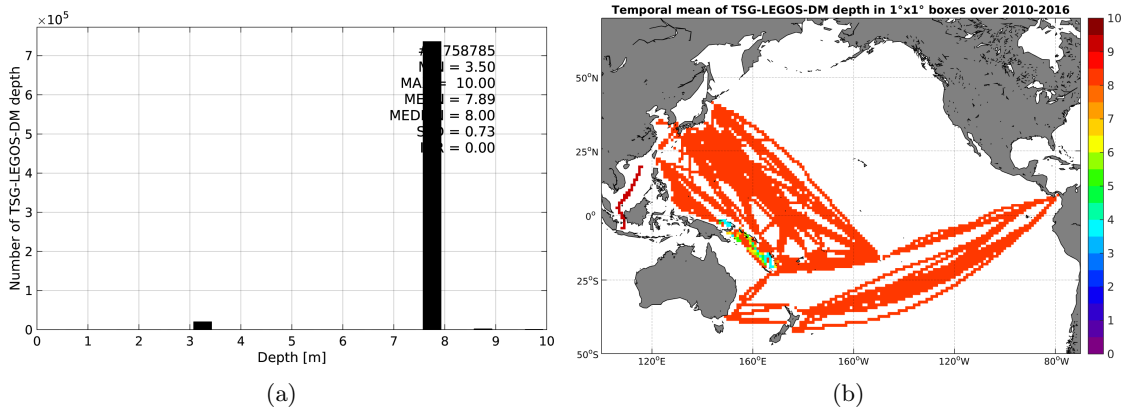 Temporal mean of TSG-LEGOS-DM depth in 1°x1° boxes over 2010-2016
×10⁵
Number of TSG-LEGOS-DM depth
7
6
5
4
3
2
1
0
758785
= 3.50
= 10.00
= 7.89
= 8.00
= 0.73
= 0.00
0 1 2 3 4 5 6 7 8 9 10
Depth [m]
(a)
50°N
25°N
0°
25°S
50°S
120°E 160°E 160°W 120°W 80°W
10
9
8
7
6
5
4
3
2
1
0
(b)